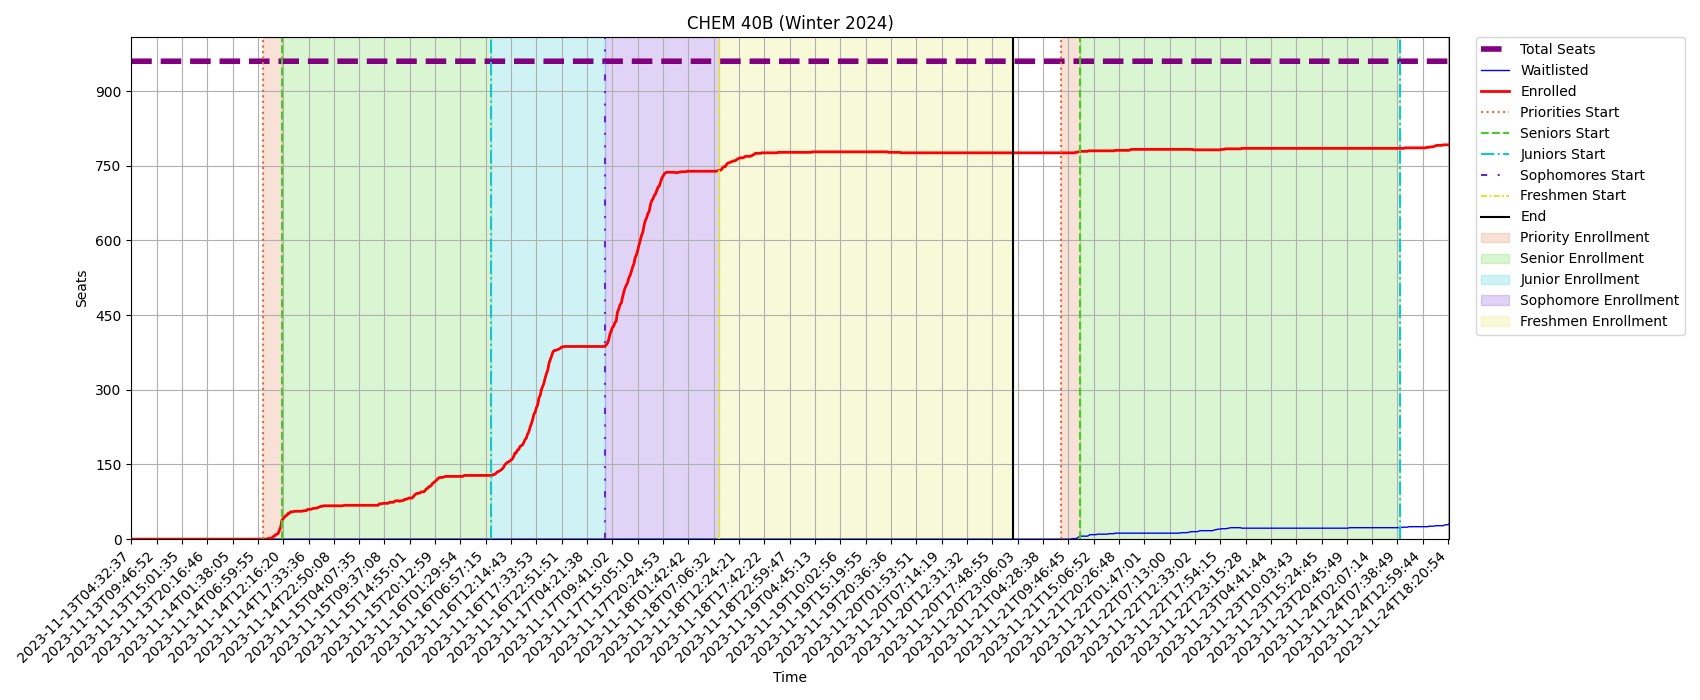 CHEM 40B (Winter 2024)
Total Seats
Waitlisted
Enrolled
Priorities Start
Seniors Start
Juniors Start
Sophomores Start
Freshmen Start
End
Priority Enrollment
Senior Enrollment
Junior Enrollment
Sophomore Enrollment
Freshmen Enrollment
Seats
900
750
600
450
300
150
0
2023-11-13T04:32:37
2023-11-13T09:46:52
2023-11-13T15:01:35
2023-11-13T20:16:46
2023-11-14T01:38:05
2023-11-14T06:59:55
2023-11-14T12:16:20
2023-11-14T17:33:36
2023-11-14T22:50:08
2023-11-15T04:07:35
2023-11-15T09:37:08
2023-11-15T14:55:01
2023-11-15T20:12:59
2023-11-16T01:29:54
2023-11-16T06:57:15
2023-11-16T12:14:43
2023-11-16T17:33:53
2023-11-16T22:51:51
2023-11-17T04:21:38
2023-11-17T09:41:02
2023-11-17T15:05:10
2023-11-17T20:24:53
2023-11-18T01:42:42
2023-11-18T07:06:32
2023-11-18T12:24:21
2023-11-18T17:42:22
2023-11-18T22:59:47
2023-11-19T04:45:13
2023-11-19T10:02:56
2023-11-19T15:19:55
2023-11-19T20:36:36
2023-11-20T01:53:51
2023-11-20T07:14:19
2023-11-20T12:31:32
2023-11-20T17:48:55
2023-11-20T23:06:03
2023-11-21T04:28:38
2023-11-21T09:46:45
2023-11-21T15:06:52
2023-11-21T20:26:48
2023-11-22T01:47:01
2023-11-22T07:13:00
2023-11-22T12:33:02
2023-11-22T17:54:15
2023-11-22T23:15:28
2023-11-23T04:41:44
2023-11-23T10:03:43
2023-11-23T15:24:45
2023-11-23T20:45:49
2023-11-24T02:07:14
2023-11-24T07:38:49
2023-11-24T12:59:44
2023-11-24T18:20:54
Time